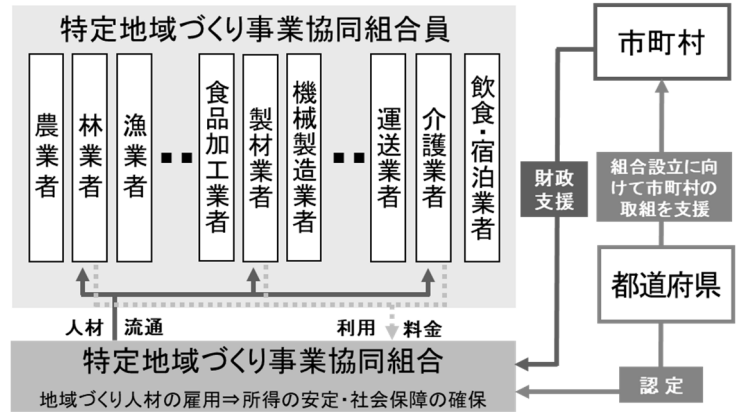 特定地域づくり事業協同組合員
農業者
林業者
漁業者
食品加工業者
製材業者
機械製造業者
運送業者
介護業者
飲食・宿泊業者
市町村
財政
支援
組合設立に向
けて市町村の
取組を支援
都道府県
人材 流通
利用 料金
特定地域づくり事業協同組合
地域づくり人材の雇用⇒所得の安定・社会保障の確保
認定